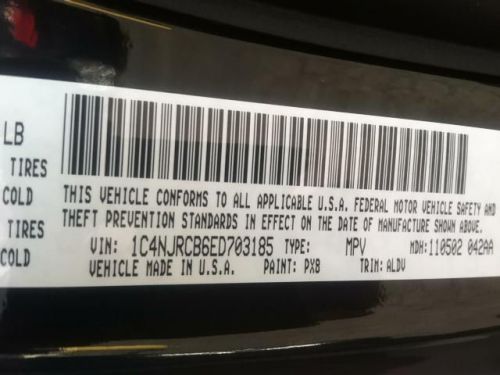 LB
TIRES
COLD
TIRES
COLD
THIS VEHICLE CONFORMS TO ALL APPLICABLE U.S.A. FEDERAL MOTOR VEHICLE SAFETY AND
THEFT PREVENTION STANDARDS IN EFFECT ON THE DATE OF MANUFACTURE SHOWN ABOVE.
VIN: 1C4NJRCB6ED703185 TYPE: MPV MDH: 110502 042AA
VEHICLE MADE IN U.S.A. PAINT: PXB TRIM: ALDV